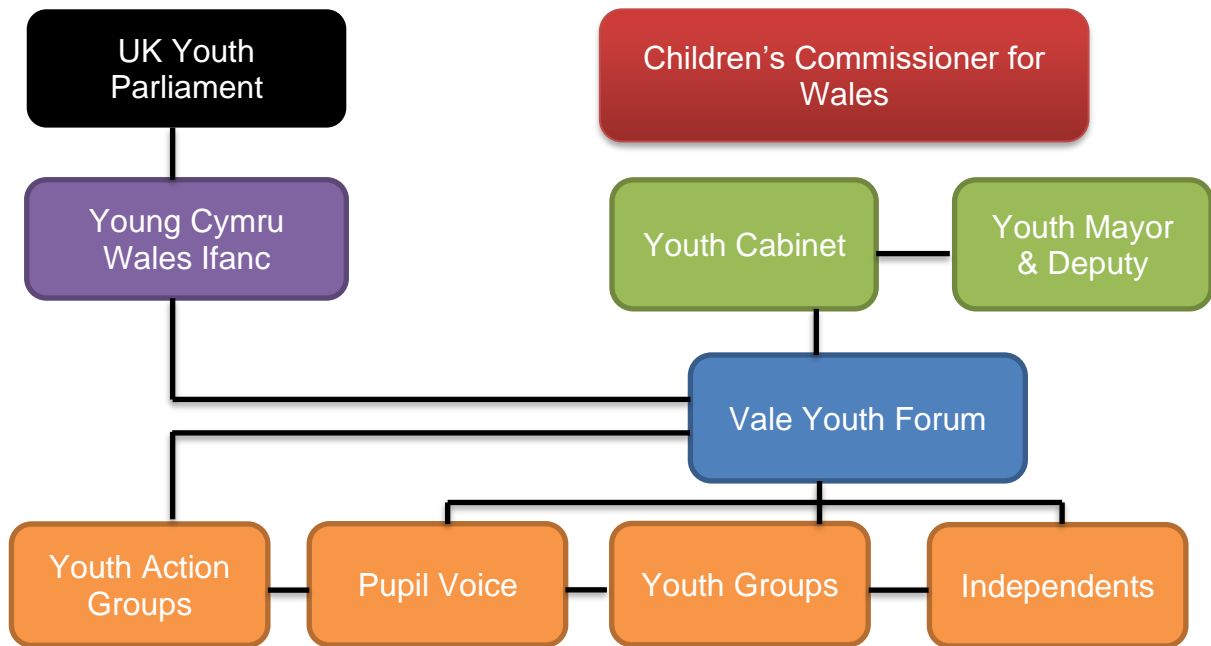 UK Youth
Parliament
Children's Commissioner for
Wales
Young Cymru
Wales Ifanc
Youth Cabinet
Youth Mayor
& Deputy
Vale Youth Forum
Youth Action
Groups
Pupil Voice
Youth Groups
Independents